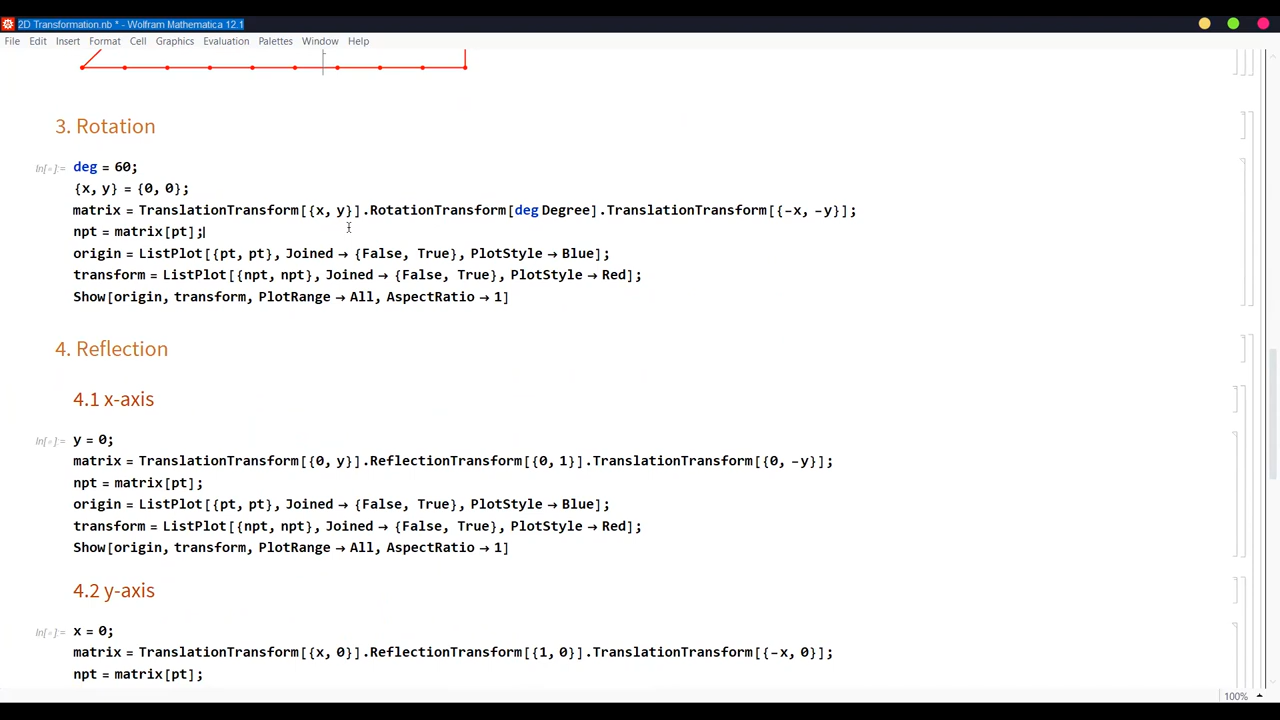 2D Transformation.nb * - Wolfram Mathematica 12.1
File Edit Insert Format Cell Graphics Evaluation Palettes Window Help
3. Rotation
In[∘]:= deg = 60;
{x, y} = {0, 0};
matrix = TranslationTransform[{x, y}].RotationTransform[deg Degree].TranslationTransform[{-x, -y}];
npt = matrix[pt];
origin = ListPlot[{pt, pt}, Joined → {False, True}, PlotStyle → Blue];
transform = ListPlot[{npt, npt}, Joined → {False, True}, PlotStyle → Red];
Show[origin, transform, PlotRange → All, AspectRatio → 1]
4. Reflection
4.1 x-axis
In[∘]:= y = 0;
matrix = TranslationTransform[{0, y}].ReflectionTransform[{0, 1}].TranslationTransform[{0, -y}];
npt = matrix[pt];
origin = ListPlot[{pt, pt}, Joined → {False, True}, PlotStyle → Blue];
transform = ListPlot[{npt, npt}, Joined → {False, True}, PlotStyle → Red];
Show[origin, transform, PlotRange → All, AspectRatio → 1]
4.2 y-axis
In[∘]:= x = 0;
matrix = TranslationTransform[{x, 0}].ReflectionTransform[{1, 0}].TranslationTransform[{-x, 0}];
npt = matrix[pt];
100%